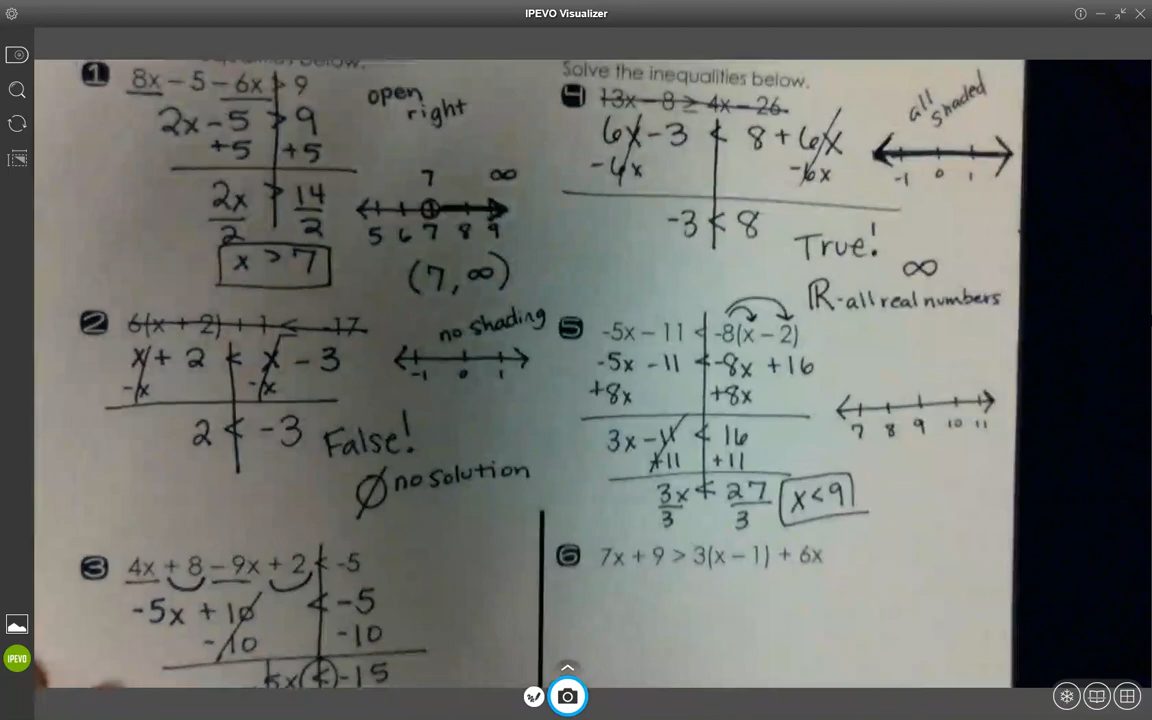 IPEVO Visualizer
1 8x − 5 − 6x > 9
2x − 5 > 9
+5 +5
2x > 14
2 2
x > 7
open
right
7 ∞
5 6 7 8 9
(7, ∞)
2 6(x + 2) + 1 < -17
x + 2 < x − 3
-x -x
2 < -3 False!
∅ no solution
no shading
-1 0 1
3 4x + 8 − 9x + 2 < -5
-5x + 10 < -5
-10 -10
5x < -15
Solve the inequalities below.
4 13x − 8 ≥ 4x − 26
6x − 3 < 8 + 6x
-6x -6x
-3 < 8
True!
∞
ℝ - all real numbers
all
shaded
-1 0 1
5 -5x − 11 < -8(x − 2)
-5x − 11 < -8x + 16
+8x +8x
3x − 11 < 16
+11 +11
3x < 27
3 3
x < 9
7 8 9 10 11
6 7x + 9 > 3(x − 1) + 6x
IPEVO